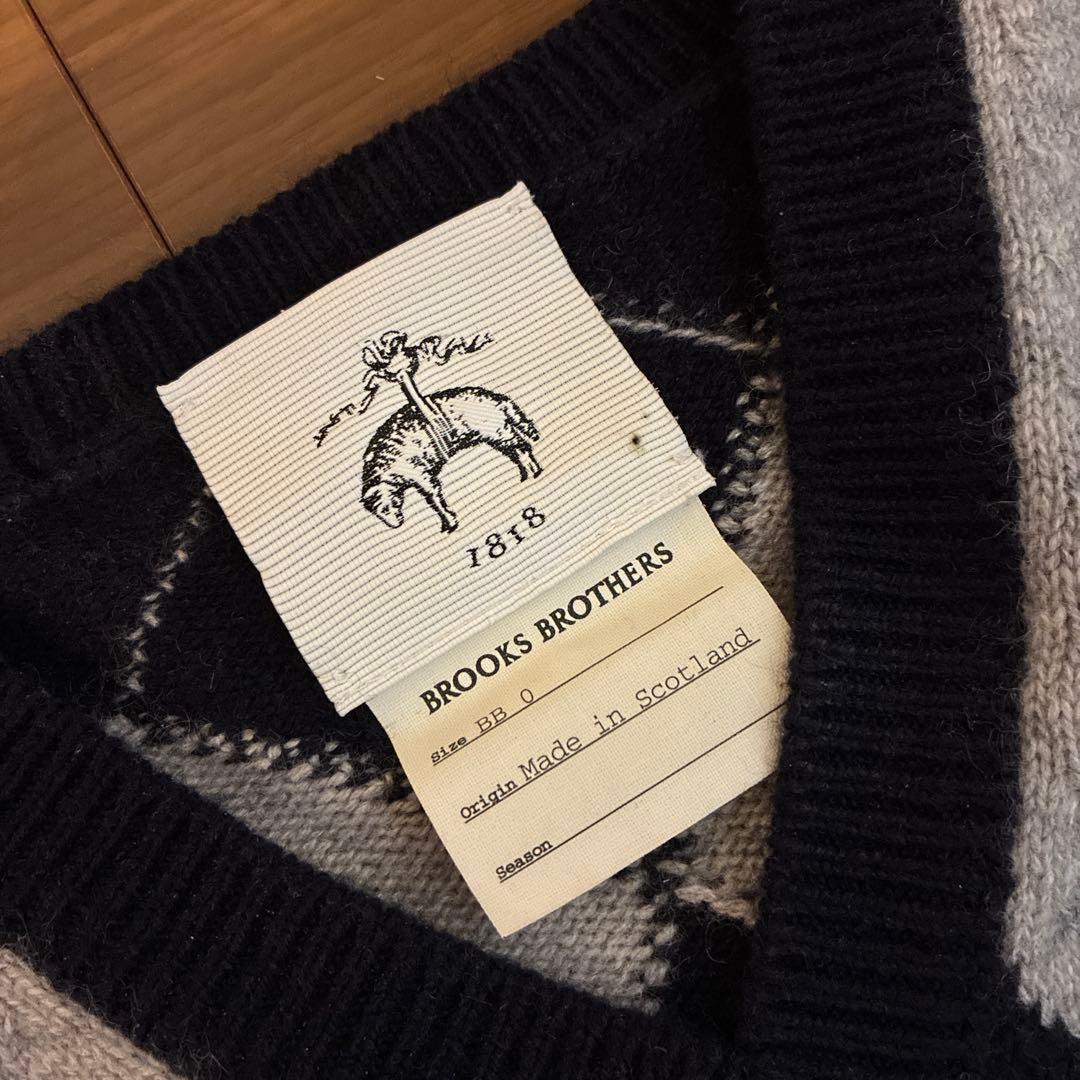 1818
BROOKS BROTHERS
Size BB 0
Origin Made in Scotland
Season